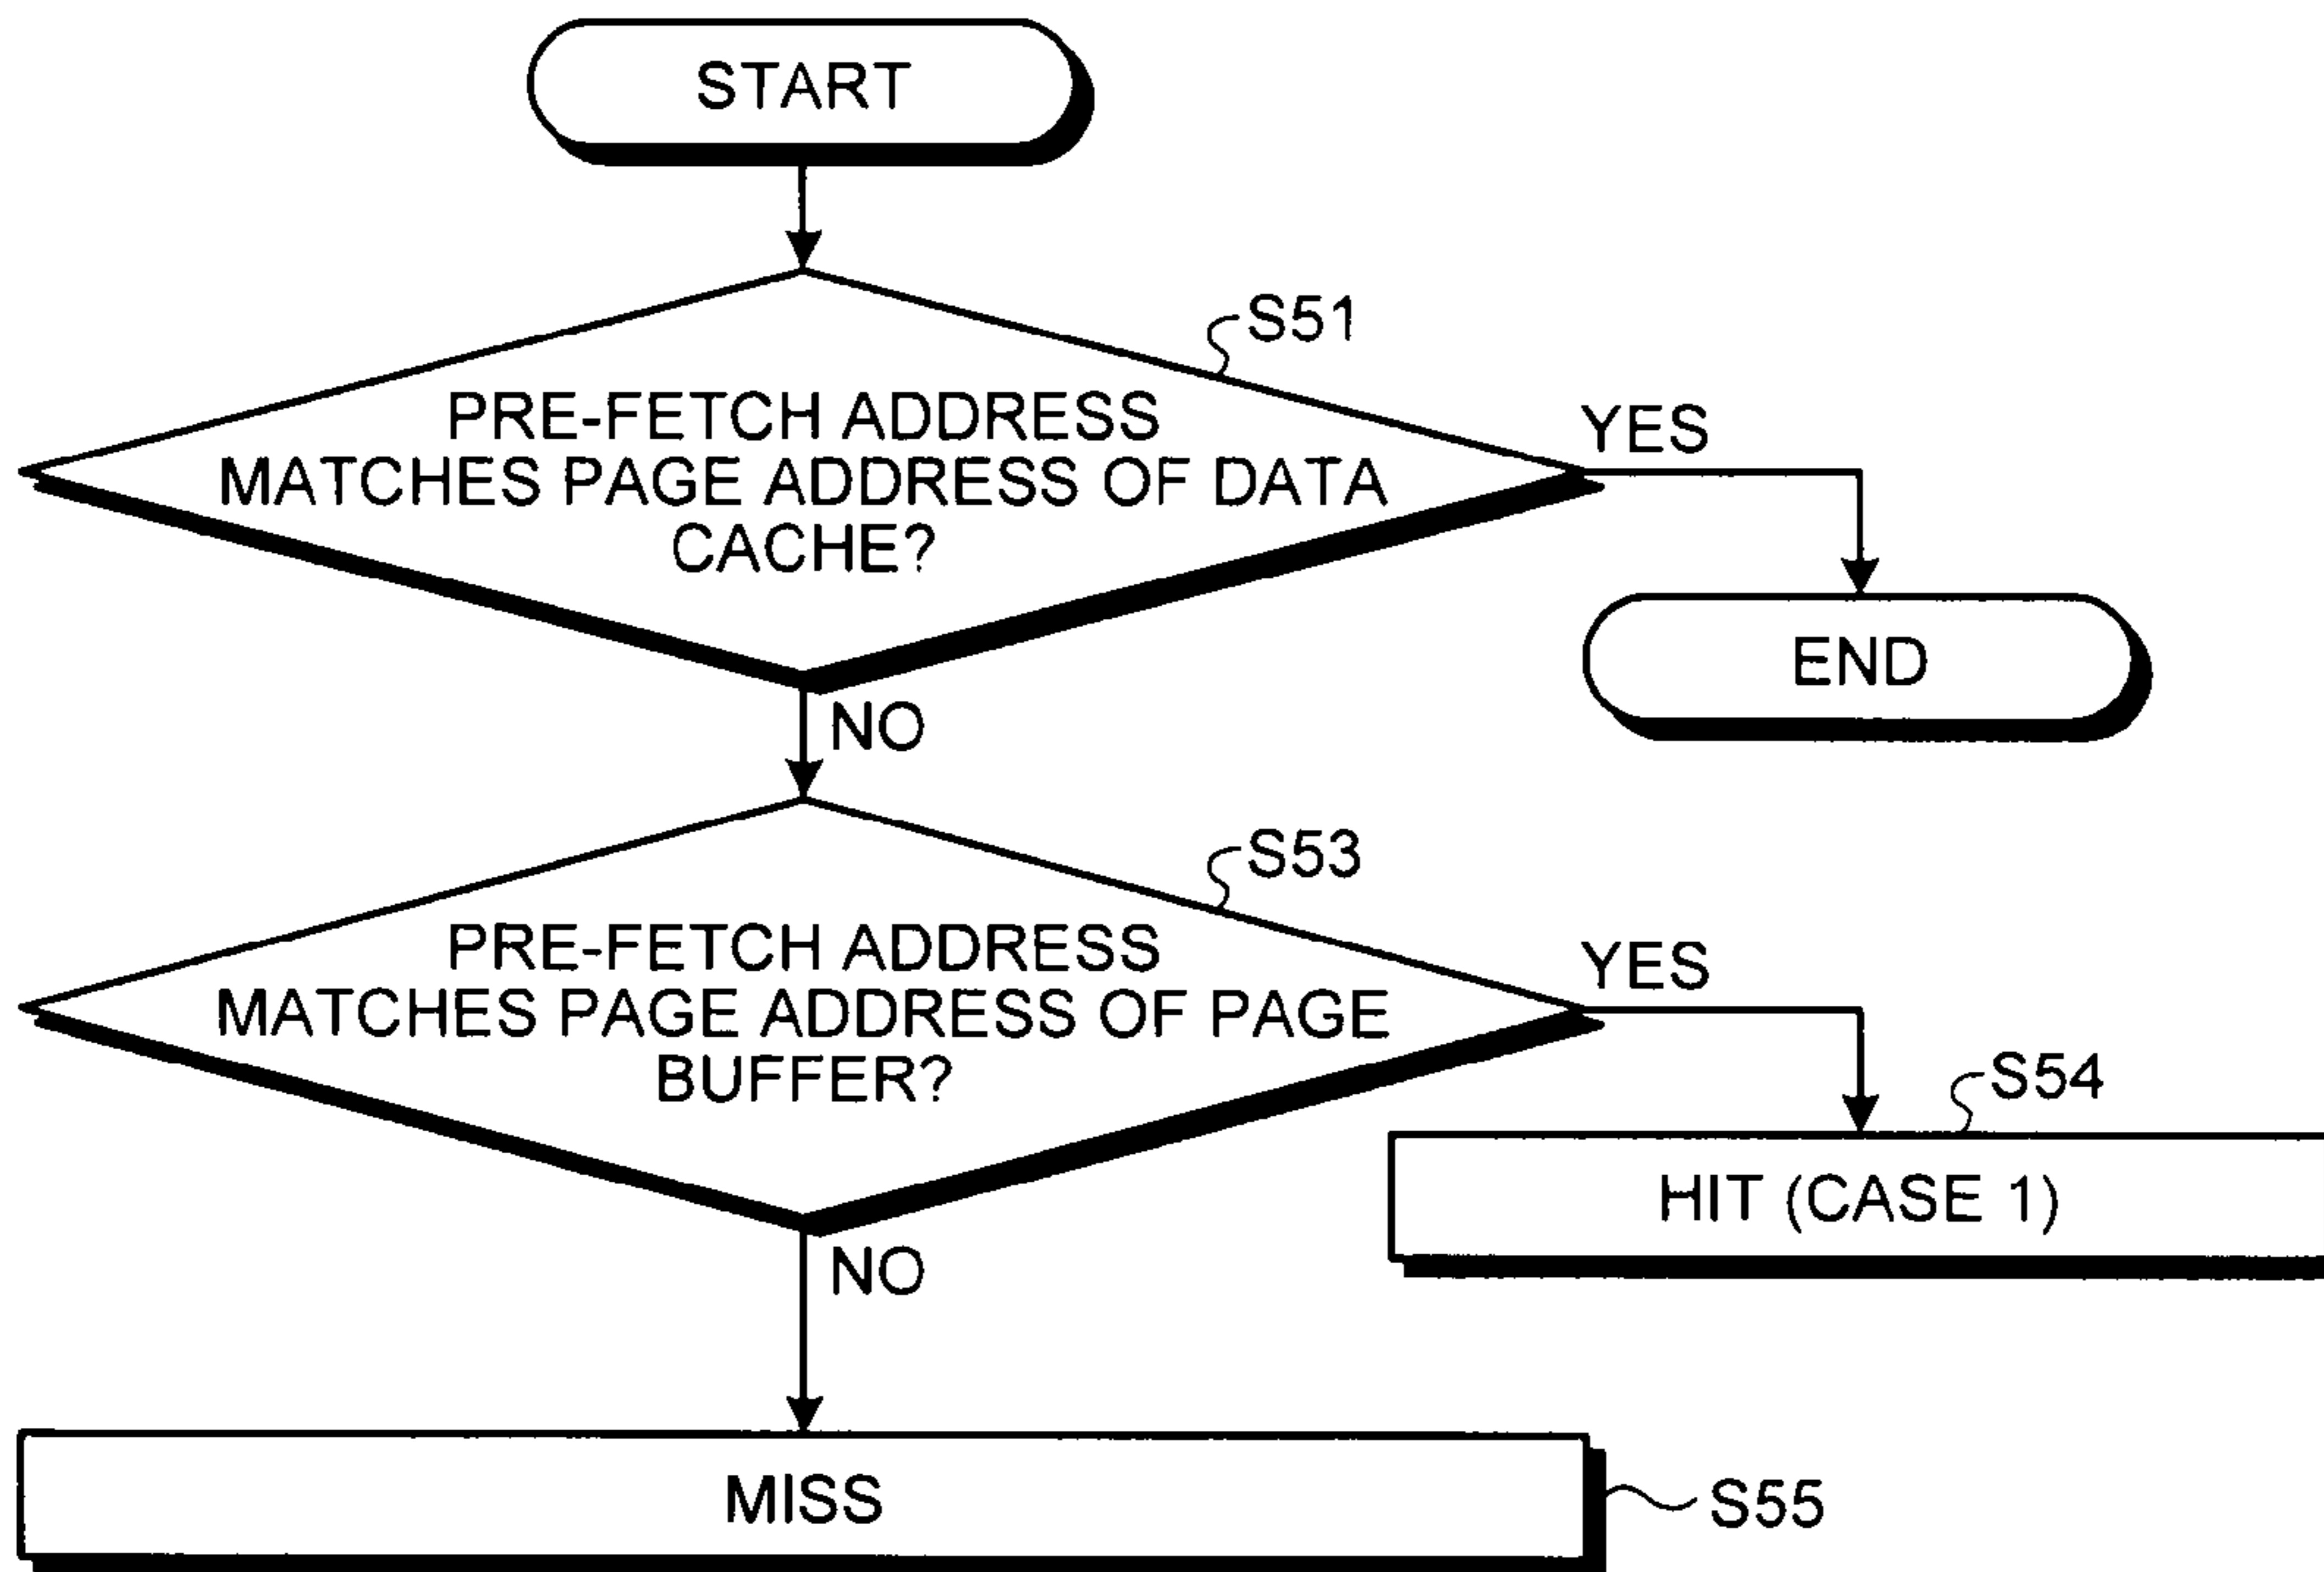 START
S51
PRE-FETCH ADDRESS
MATCHES PAGE ADDRESS OF DATA
CACHE?
YES
END
NO
S53
PRE-FETCH ADDRESS
MATCHES PAGE ADDRESS OF PAGE
BUFFER?
YES
S54
HIT (CASE 1)
NO
MISS
S55